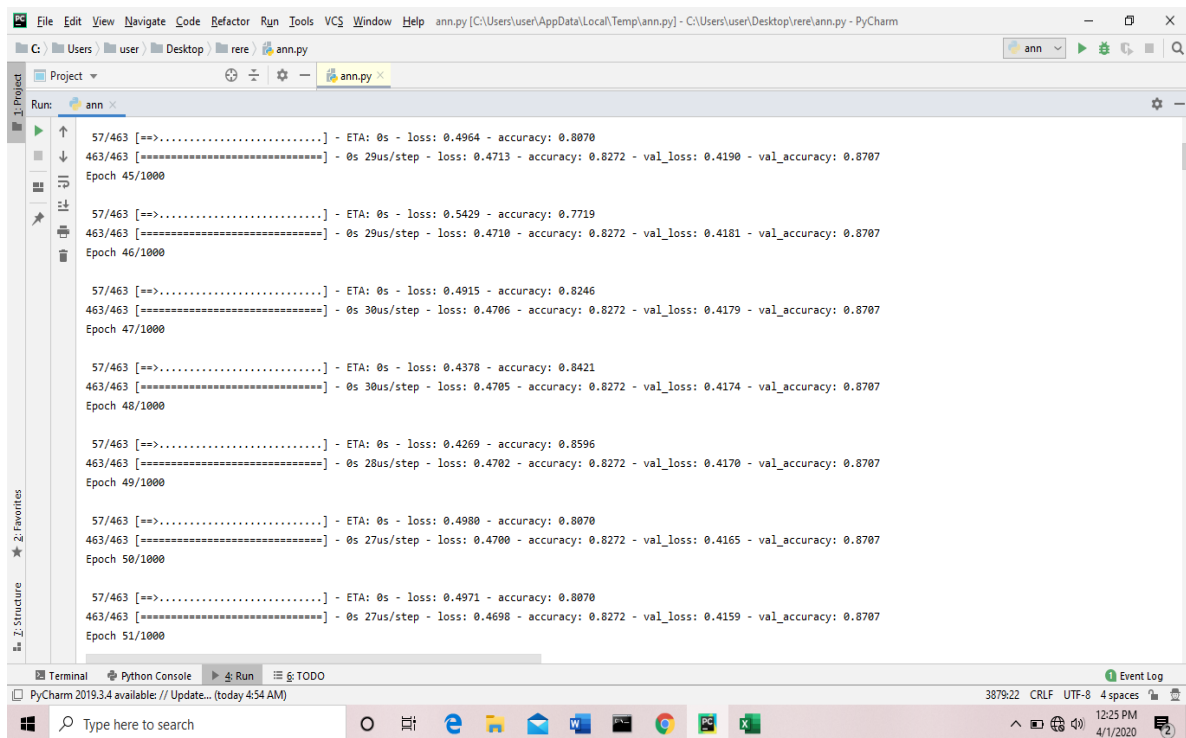 File Edit View Navigate Code Refactor Run Tools VCS Window Help ann.py [C:\Users\user\AppData\Local\Temp\ann.py] - C:\Users\user\Desktop\rere\ann.py - PyCharm
C: Users user Desktop rere ann.py ann
1: Project
Project ann.py
Run: ann
57/463 [==>...........................] - ETA: 0s - loss: 0.4964 - accuracy: 0.8070
463/463 [==============================] - 0s 29us/step - loss: 0.4713 - accuracy: 0.8272 - val_loss: 0.4190 - val_accuracy: 0.8707
Epoch 45/1000
57/463 [==>...........................] - ETA: 0s - loss: 0.5429 - accuracy: 0.7719
463/463 [==============================] - 0s 29us/step - loss: 0.4710 - accuracy: 0.8272 - val_loss: 0.4181 - val_accuracy: 0.8707
Epoch 46/1000
57/463 [==>...........................] - ETA: 0s - loss: 0.4915 - accuracy: 0.8246
463/463 [==============================] - 0s 30us/step - loss: 0.4706 - accuracy: 0.8272 - val_loss: 0.4179 - val_accuracy: 0.8707
Epoch 47/1000
57/463 [==>...........................] - ETA: 0s - loss: 0.4378 - accuracy: 0.8421
463/463 [==============================] - 0s 30us/step - loss: 0.4705 - accuracy: 0.8272 - val_loss: 0.4174 - val_accuracy: 0.8707
Epoch 48/1000
57/463 [==>...........................] - ETA: 0s - loss: 0.4269 - accuracy: 0.8596
463/463 [==============================] - 0s 28us/step - loss: 0.4702 - accuracy: 0.8272 - val_loss: 0.4170 - val_accuracy: 0.8707
Epoch 49/1000
57/463 [==>...........................] - ETA: 0s - loss: 0.4980 - accuracy: 0.8070
463/463 [==============================] - 0s 27us/step - loss: 0.4700 - accuracy: 0.8272 - val_loss: 0.4165 - val_accuracy: 0.8707
Epoch 50/1000
57/463 [==>...........................] - ETA: 0s - loss: 0.4971 - accuracy: 0.8070
463/463 [==============================] - 0s 27us/step - loss: 0.4698 - accuracy: 0.8272 - val_loss: 0.4159 - val_accuracy: 0.8707
Epoch 51/1000
2: Favorites
7: Structure
Terminal Python Console 4: Run 6: TODO 1 Event Log
PyCharm 2019.3.4 available: // Update... (today 4:54 AM) 3879:22 CRLF UTF-8 4 spaces
Type here to search 12:25 PM
4/1/2020 2